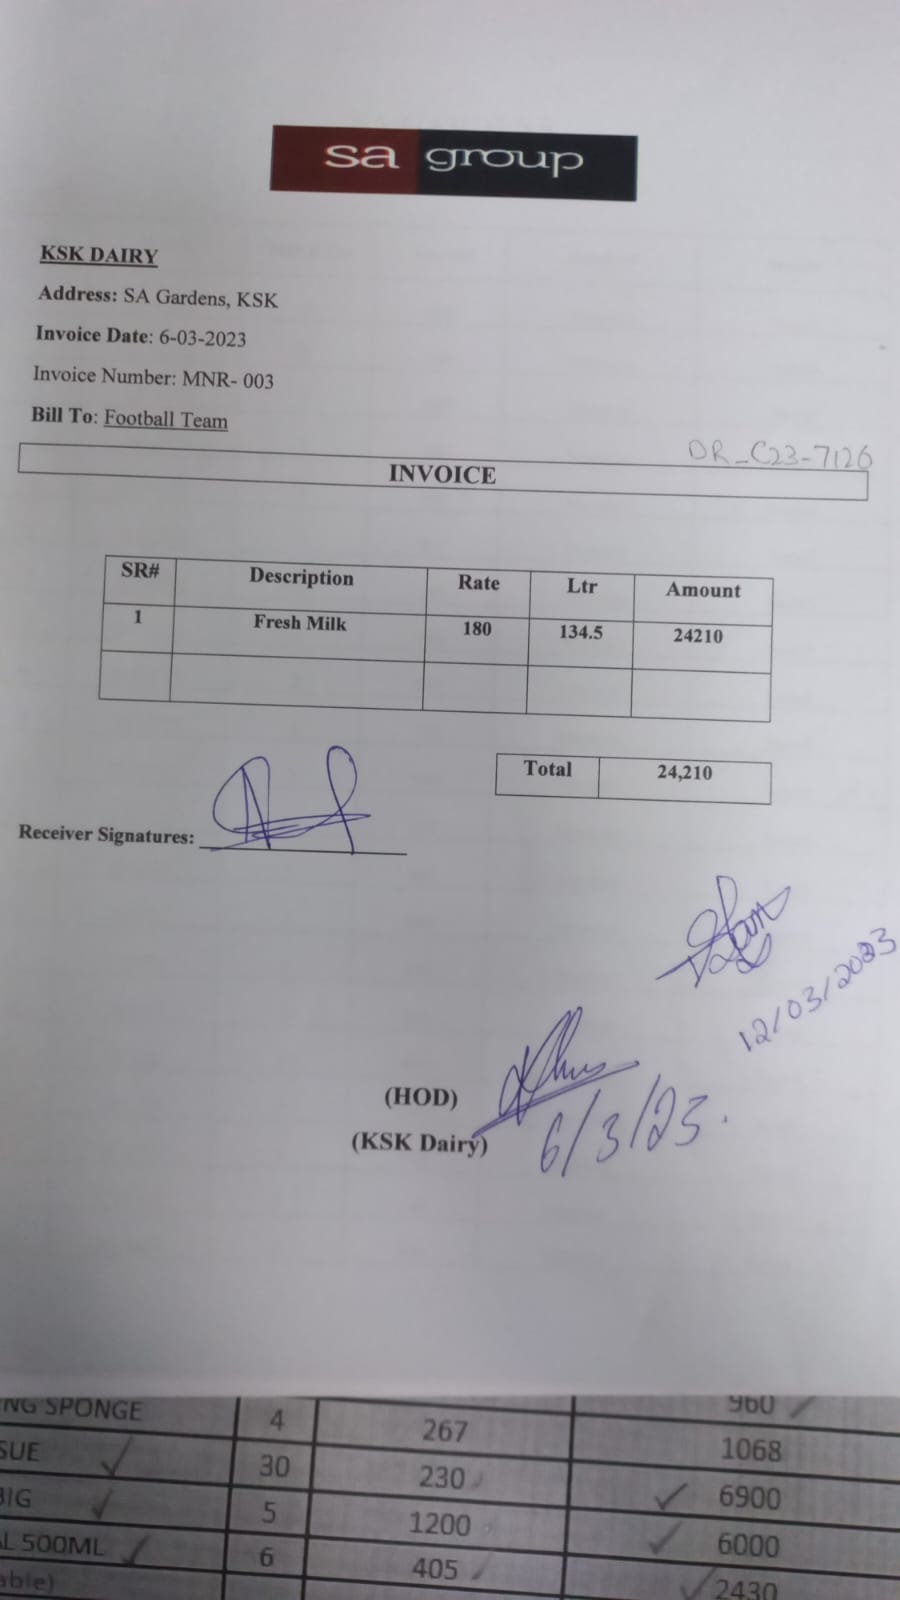 sa group
KSK DAIRY
Address: SA Gardens, KSK
Invoice Date: 6-03-2023
Invoice Number: MNR- 003
Bill To: Football Team
DR_C23-7126
INVOICE
SR# Description Rate Ltr Amount
1 Fresh Milk 180 134.5 24210
Total 24,210
Receiver Signatures:
12/03/2023
(HOD)
(KSK Dairy)
6/3/23.
NG SPONGE 4 267 960
1068
SUE 30 230 6900
BIG 5 1200 6000
AL 500ML 6 405 2430
able)